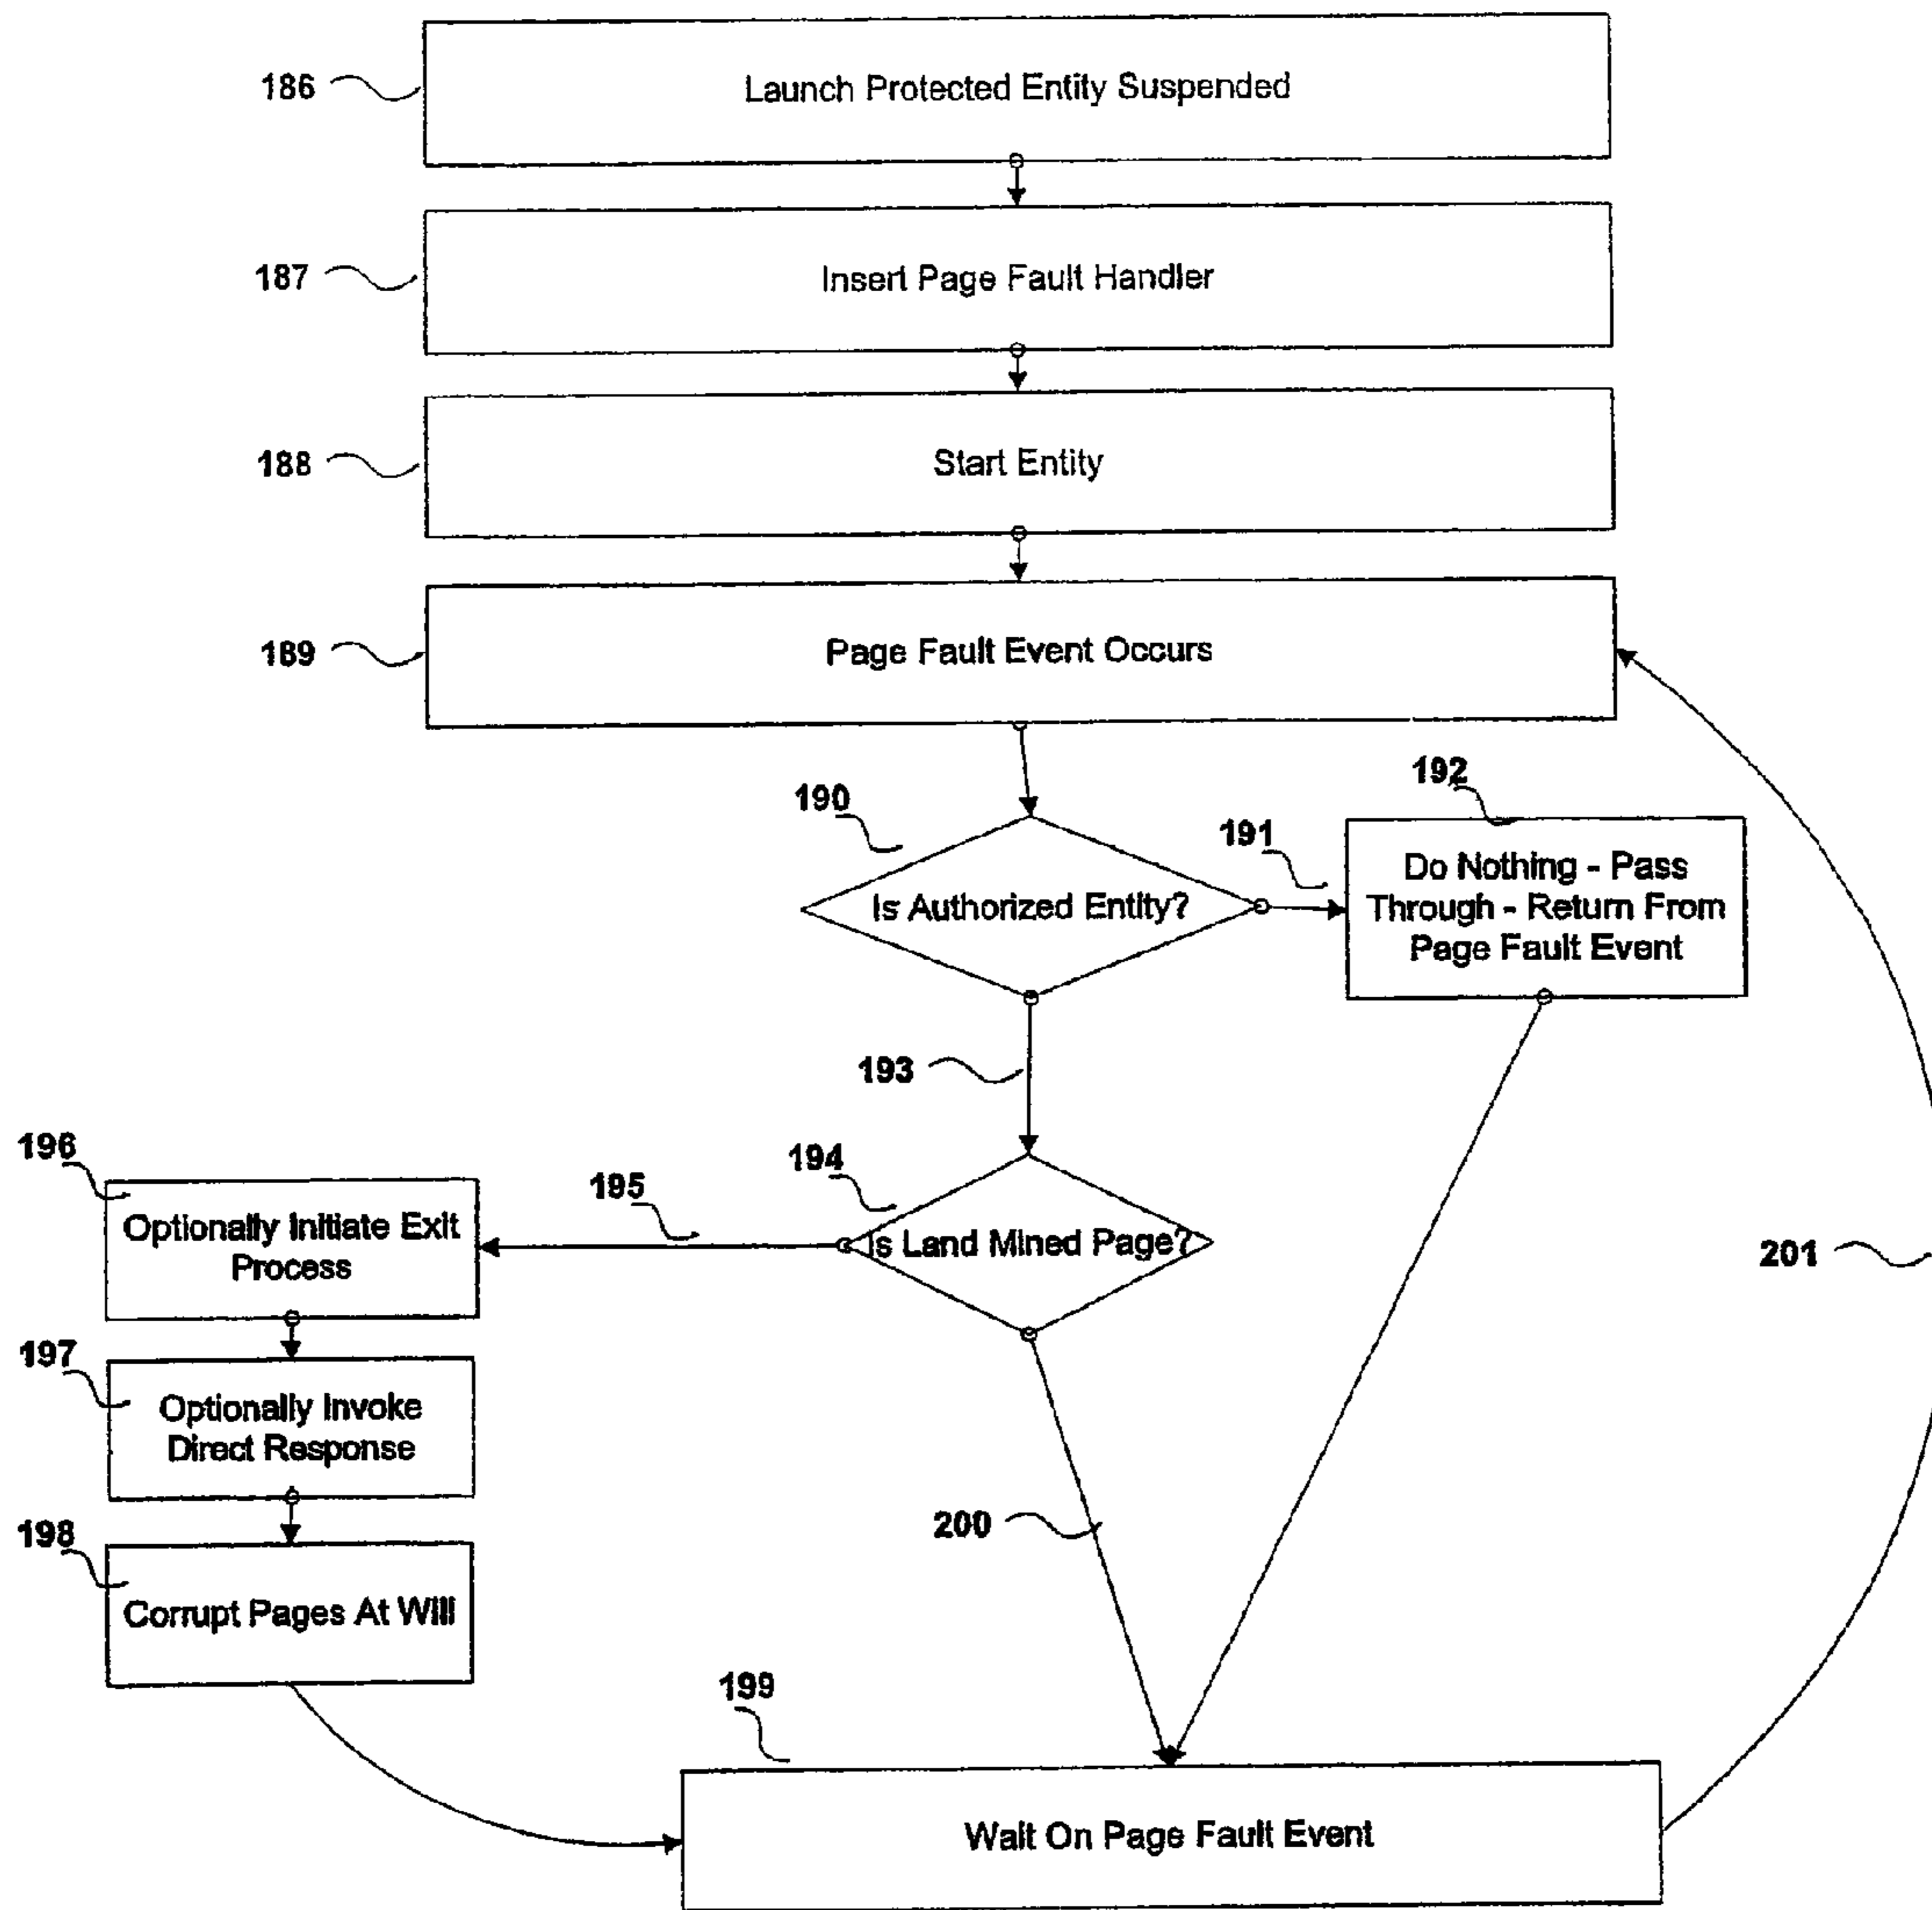 186
Launch Protected Entity Suspended
187
Insert Page Fault Handler
188
Start Entity
189
Page Fault Event Occurs
190
Is Authorized Entity?
191
192
Do Nothing - Pass
Through - Return From
Page Fault Event
193
194
Is Land Mined Page?
195
196
Optionally Initiate Exit
Process
197
Optionally Invoke
Direct Response
198
Corrupt Pages At Will
200
201
199
Wait On Page Fault Event